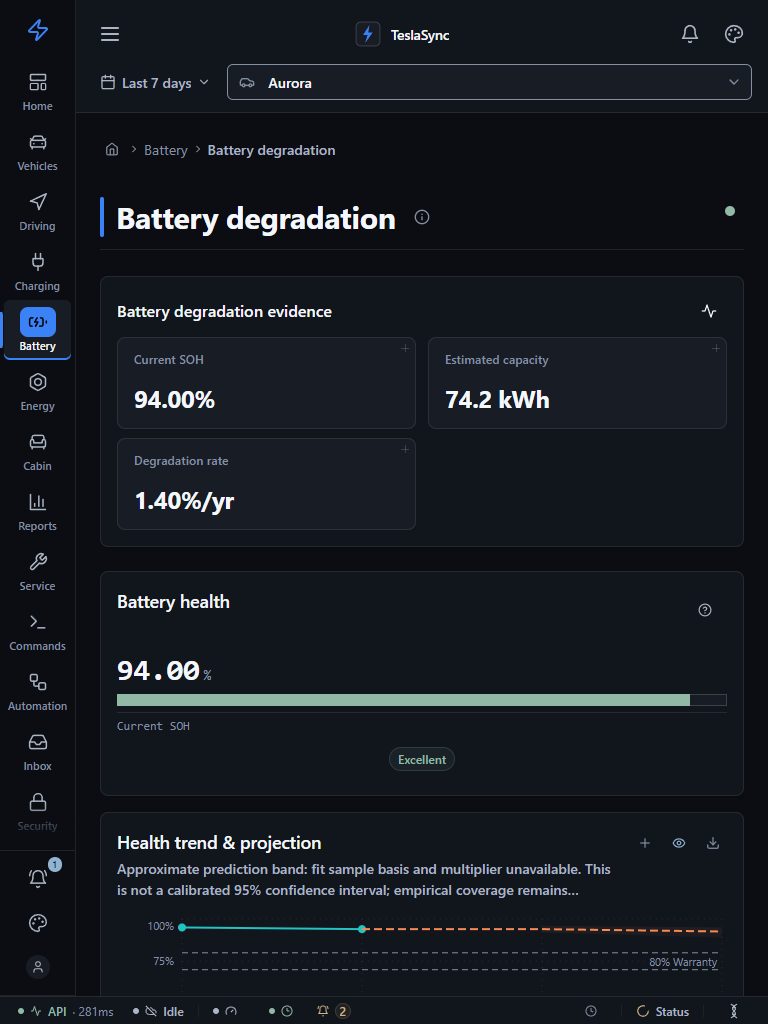 TeslaSync
Last 7 days
Aurora
Home
Vehicles
Driving
Charging
Battery
Energy
Cabin
Reports
Service
Commands
Automation
Inbox
Security
1
Battery
Battery degradation
Battery degradation
Battery degradation evidence
Current SOH
94.00%
Estimated capacity
74.2 kWh
Degradation rate
1.40%/yr
Battery health
94.00 %
Current SOH
Excellent
Health trend & projection
Approximate prediction band: fit sample basis and multiplier unavailable. This
is not a calibrated 95% confidence interval; empirical coverage remains...
100%
75%
80% Warranty
API · 281ms
Idle
2
Status